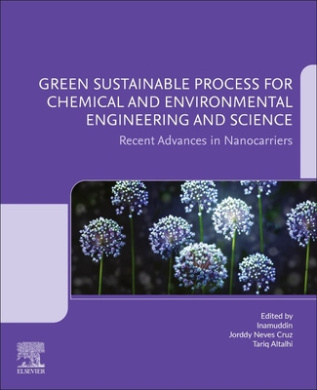 GREEN SUSTAINABLE PROCESS FOR
CHEMICAL AND ENVIRONMENTAL
ENGINEERING AND SCIENCE
Recent Advances in Nanocarriers
Edited by
Inamuddin
Jorddy Neves Cruz
Tariq Altalhi
ELSEVIER